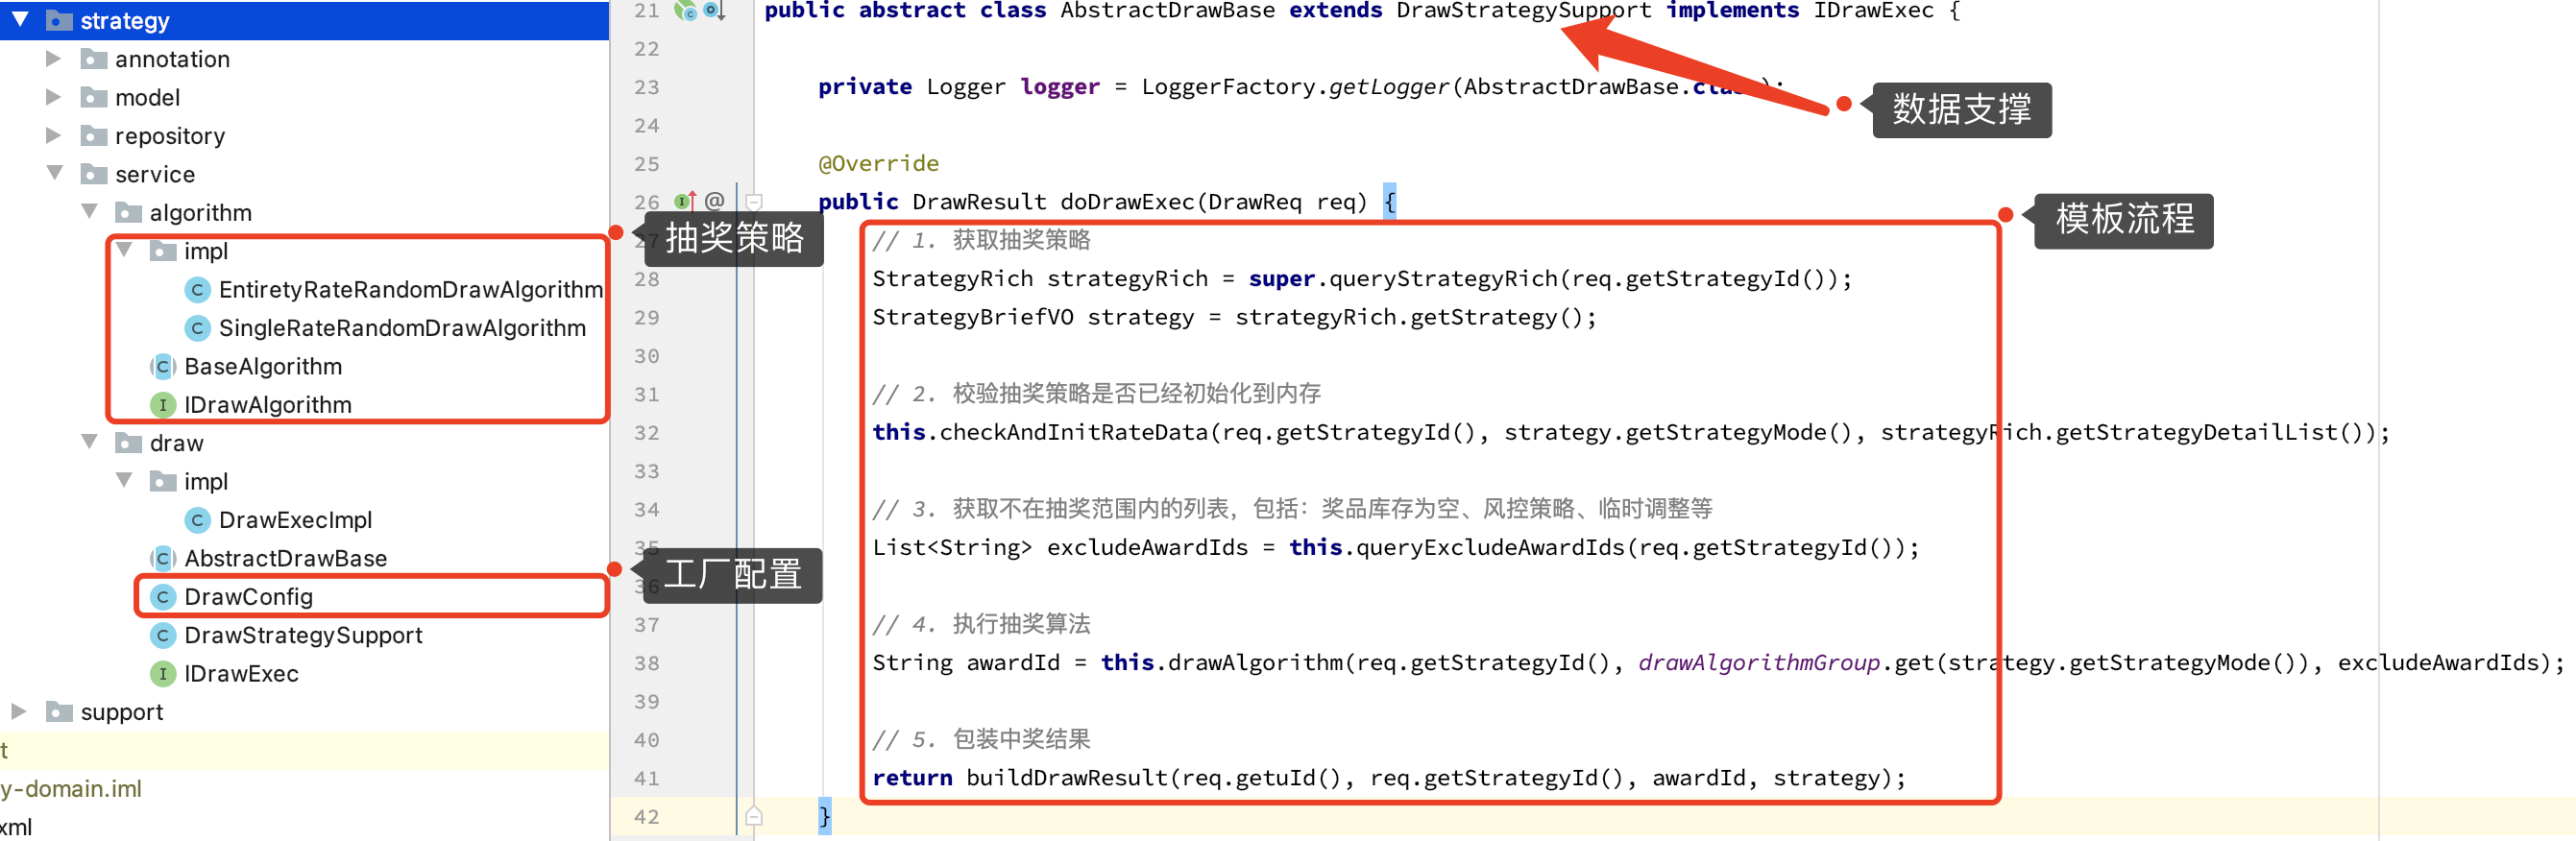 strategy
annotation
model
repository
service
algorithm
impl
EntiretyRateRandomDrawAlgorithm
SingleRateRandomDrawAlgorithm
BaseAlgorithm
IDrawAlgorithm
draw
impl
DrawExecImpl
AbstractDrawBase
DrawConfig
DrawStrategySupport
IDrawExec
support
t
y-domain.iml
xml
抽奖策略
工厂配置
21 public abstract class AbstractDrawBase extends DrawStrategySupport implements IDrawExec {
22
23 private Logger logger = LoggerFactory.getLogger(AbstractDrawBase.class);
数据支撑
24
25 @Override
26 @ public DrawResult doDrawExec(DrawReq req) {
模板流程
27 // 1. 获取抽奖策略
28 StrategyRich strategyRich = super.queryStrategyRich(req.getStrategyId());
29 StrategyBriefVO strategy = strategyRich.getStrategy();
30
31 // 2. 校验抽奖策略是否已经初始化到内存
32 this.checkAndInitRateData(req.getStrategyId(), strategy.getStrategyMode(), strategyRich.getStrategyDetailList());
33
34 // 3. 获取不在抽奖范围内的列表，包括：奖品库存为空、风控策略、临时调整等
35 List<String> excludeAwardIds = this.queryExcludeAwardIds(req.getStrategyId());
36
37 // 4. 执行抽奖算法
38 String awardId = this.drawAlgorithm(req.getStrategyId(), drawAlgorithmGroup.get(strategy.getStrategyMode()), excludeAwardIds);
39
40 // 5. 包装中奖结果
41 return buildDrawResult(req.getuId(), req.getStrategyId(), awardId, strategy);
42 }